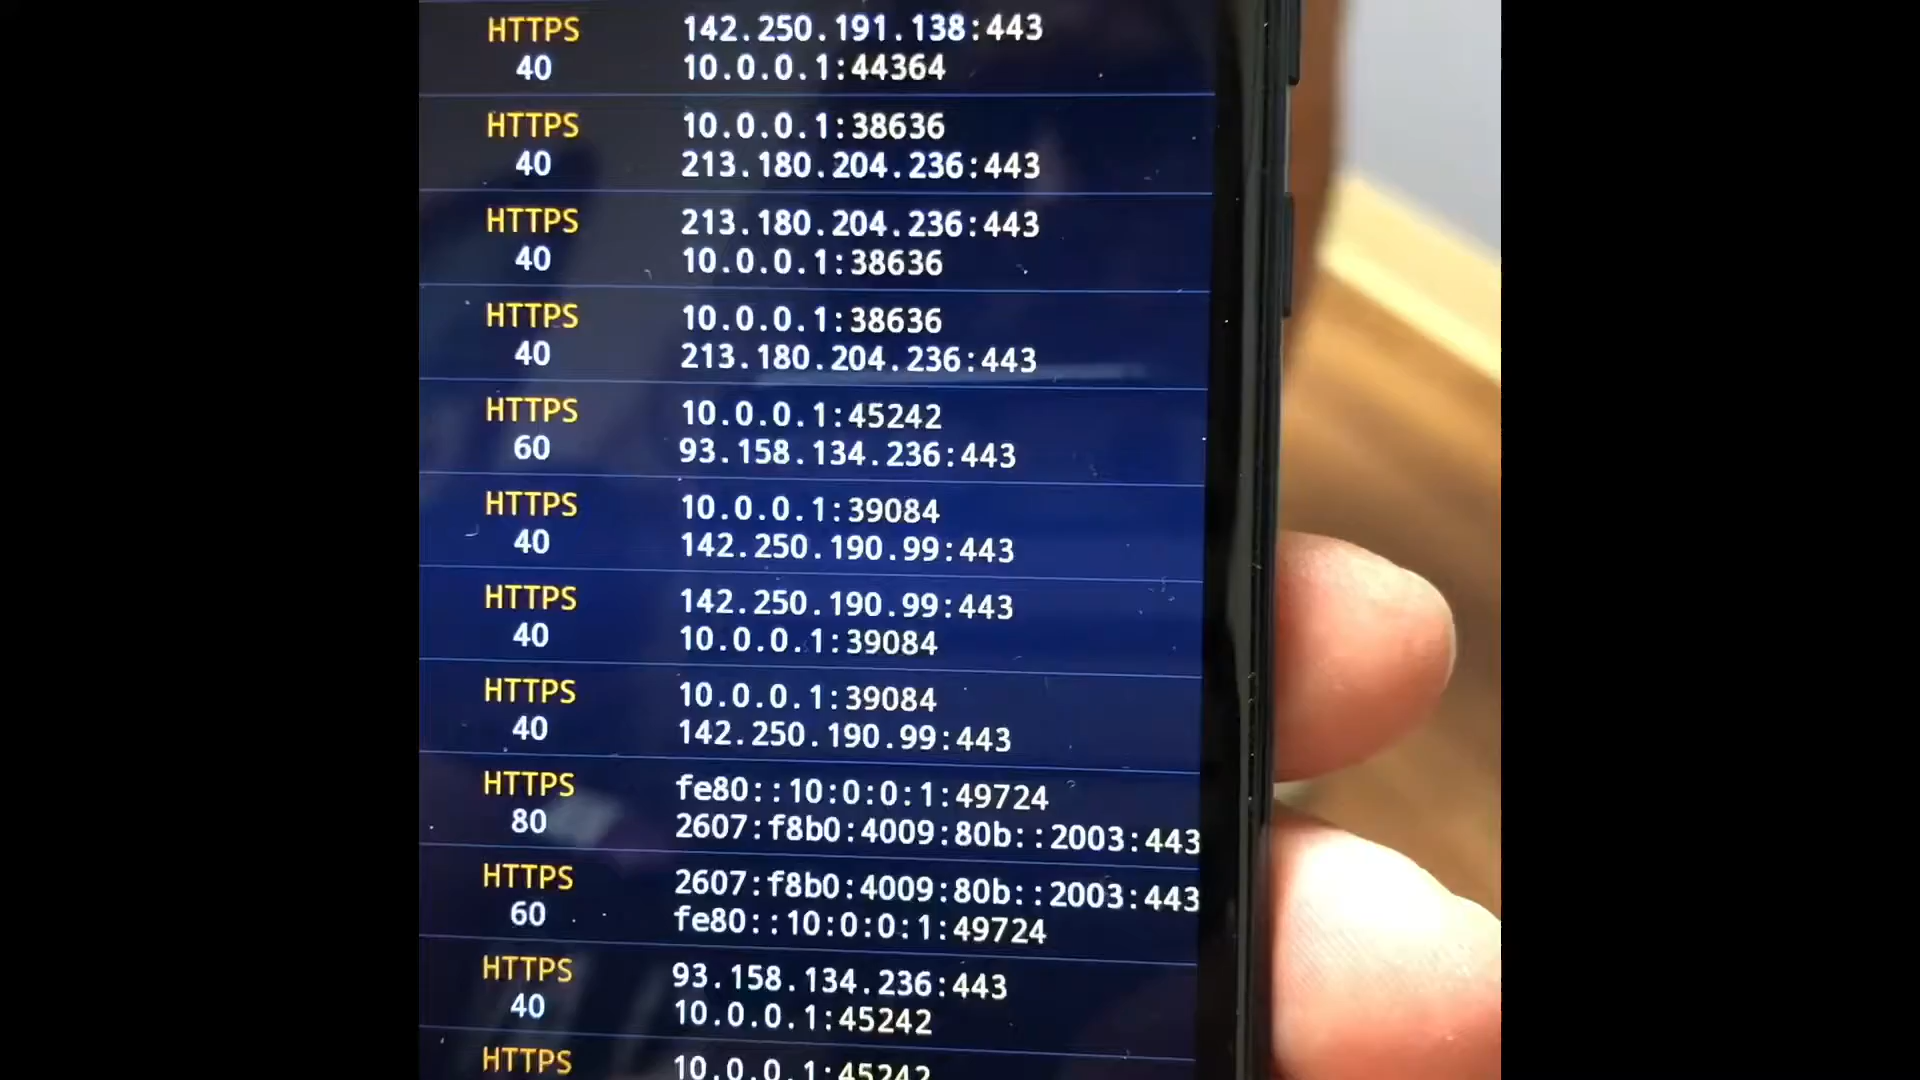 HTTPS 142.250.191.138:443
40 10.0.0.1:44364
HTTPS 10.0.0.1:38636
40 213.180.204.236:443
HTTPS 213.180.204.236:443
40 10.0.0.1:38636
HTTPS 10.0.0.1:38636
40 213.180.204.236:443
HTTPS 10.0.0.1:45242
60 93.158.134.236:443
HTTPS 10.0.0.1:39084
40 142.250.190.99:443
HTTPS 142.250.190.99:443
40 10.0.0.1:39084
HTTPS 10.0.0.1:39084
40 142.250.190.99:443
HTTPS fe80::10:0:0:1:49724
80 2607:f8b0:4009:80b::2003:443
HTTPS 2607:f8b0:4009:80b::2003:443
60 fe80::10:0:0:1:49724
HTTPS 93.158.134.236:443
40 10.0.0.1:45242
HTTPS 10.0.0.1:45242